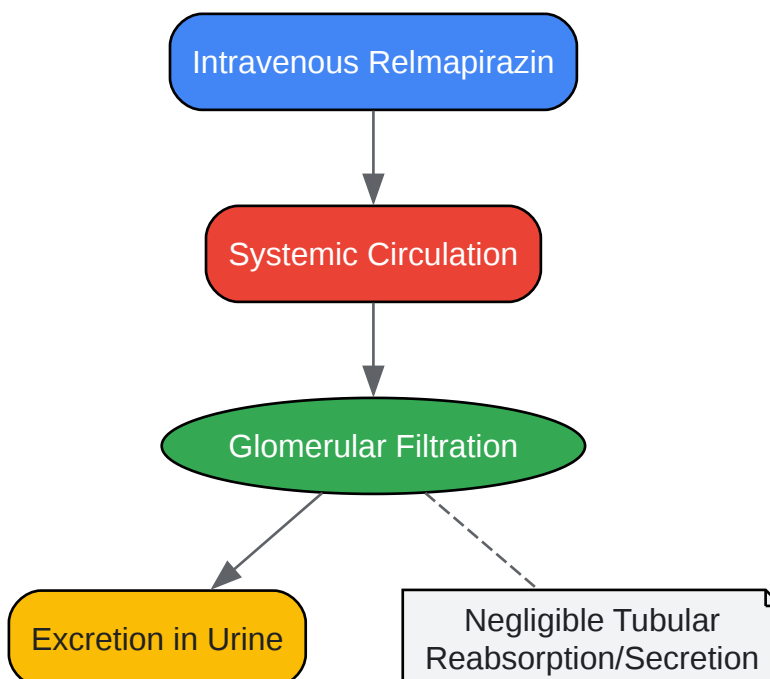 Intravenous Relmapirazin
Systemic Circulation
Glomerular Filtration
Excretion in Urine
Negligible Tubular
Reabsorption/Secretion